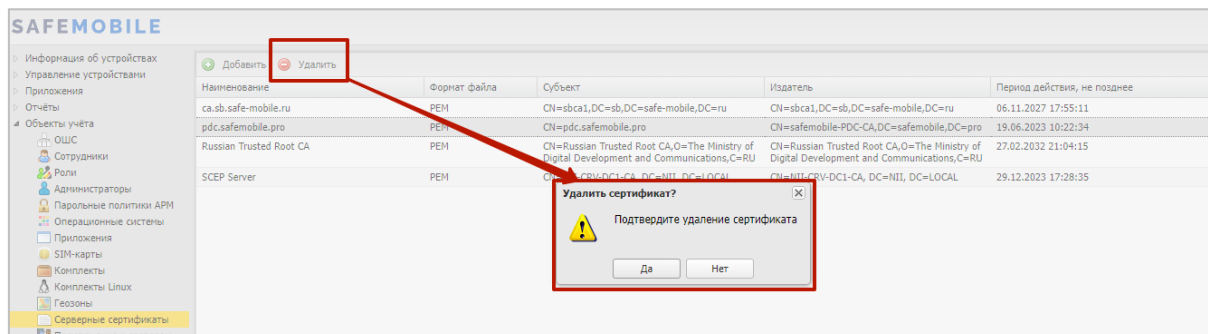 SAFEMOBILE
Информация об устройствах
Управление устройствами
Приложения
Отчёты
Объекты учёта
ОШС
Сотрудники
Роли
Администраторы
Парольные политики АРМ
Операционные системы
Приложения
SIM-карты
Комплекты
Комплекты Linux
Геозоны
Серверные сертификаты
Добавить Удалить
Наименование Формат файла Субъект Издатель Период действия, не позднее
ca.sb.safe-mobile.ru PEM CN=sbca1,DC=sb,DC=safe-mobile,DC=ru CN=sbca1,DC=sb,DC=safe-mobile,DC=ru 06.11.2027 17:55:11
pdc.safemobile.pro PEM CN=pdc.safemobile.pro CN=safemobile-PDC-CA,DC=safemobile,DC=pro 19.06.2023 10:22:34
Russian Trusted Root CA PEM CN=Russian Trusted Root CA,O=The Ministry of CN=Russian Trusted Root CA,O=The Ministry of 27.02.2032 21:04:15
Digital Development and Communications,C=RU Digital Development and Communications,C=RU
SCEP Server PEM DC=NII, DC=LOCAL CN=NII-CRV-DC1-CA, DC=NII, DC=LOCAL 29.12.2023 17:28:35
Удалить сертификат?
Подтвердите удаление сертификата
Да Нет